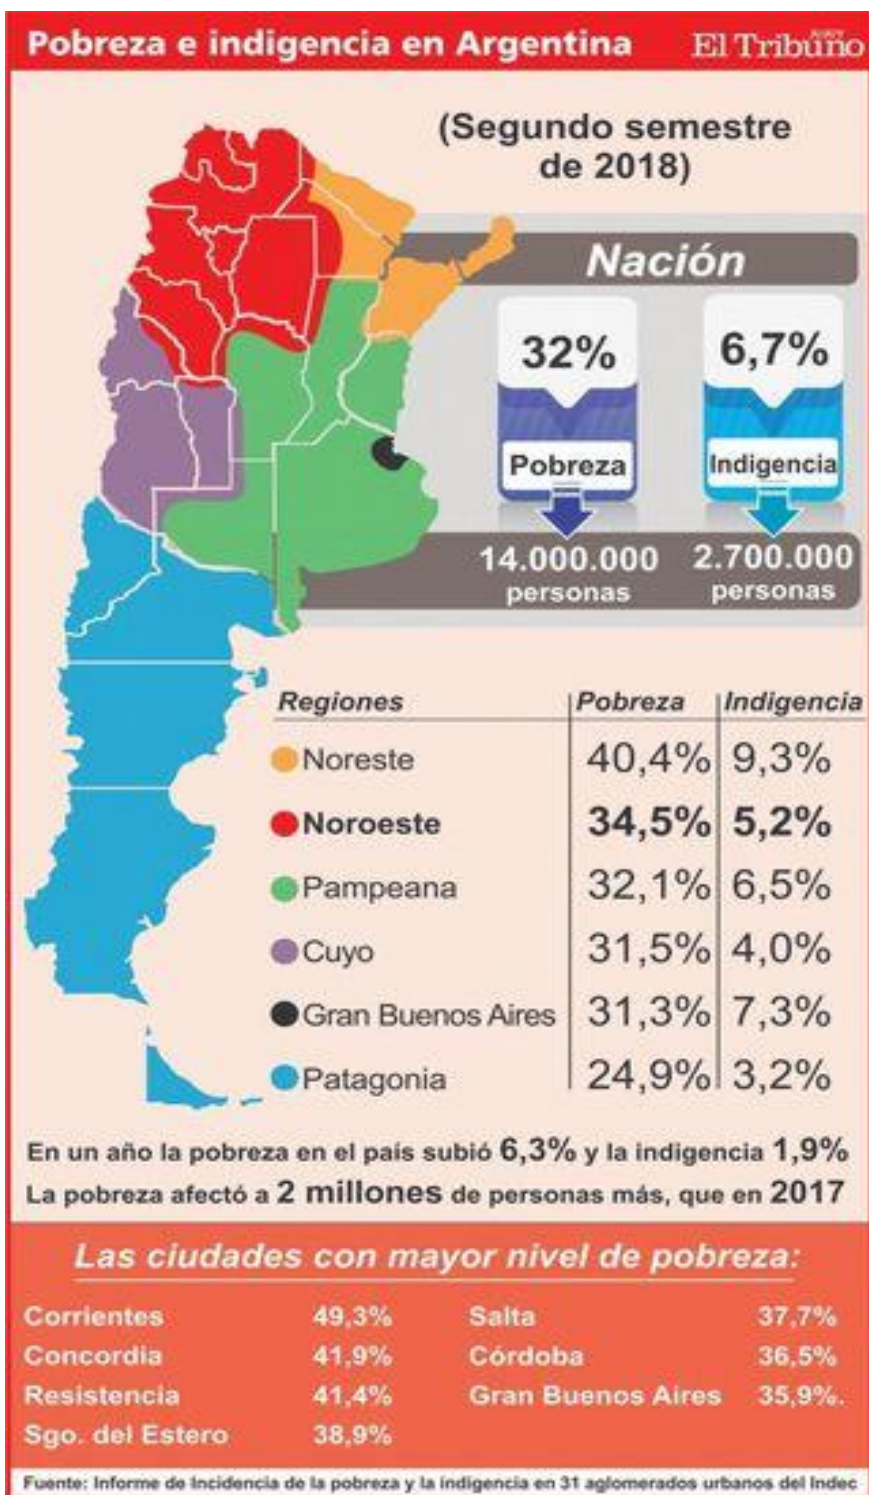 Pobreza e indigencia en Argentina
El Tribuno
(Segundo semestre
de 2018)
Nación
32%
6,7%
Pobreza
Indigencia
14.000.000
personas
2.700.000
personas
Regiones Pobreza Indigencia
Noreste 40,4% 9,3%
Noroeste 34,5% 5,2%
Pampeana 32,1% 6,5%
Cuyo 31,5% 4,0%
Gran Buenos Aires 31,3% 7,3%
Patagonia 24,9% 3,2%
En un año la pobreza en el país subió 6,3% y la indigencia 1,9%
La pobreza afectó a 2 millones de personas más, que en 2017
Las ciudades con mayor nivel de pobreza:
Corrientes 49,3%
Concordia 41,9%
Resistencia 41,4%
Sgo. del Estero 38,9%
Salta 37,7%
Córdoba 36,5%
Gran Buenos Aires 35,9%.
Fuente: Informe de Incidencia de la pobreza y la indigencia en 31 aglomerados urbanos del Indec